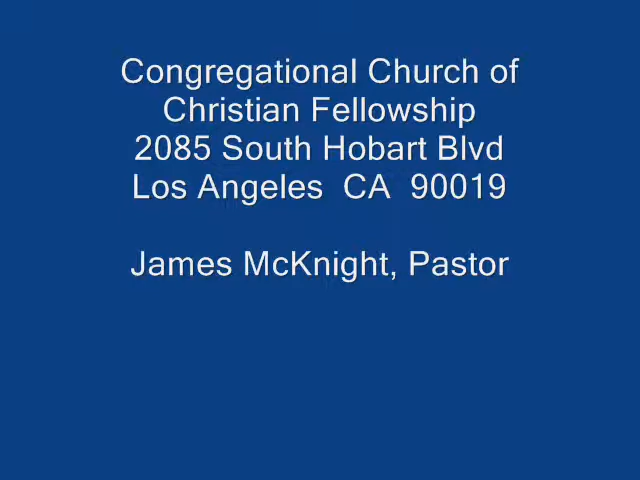 Congregational Church of
Christian Fellowship
2085 South Hobart Blvd
Los Angeles  CA  90019
James McKnight, Pastor